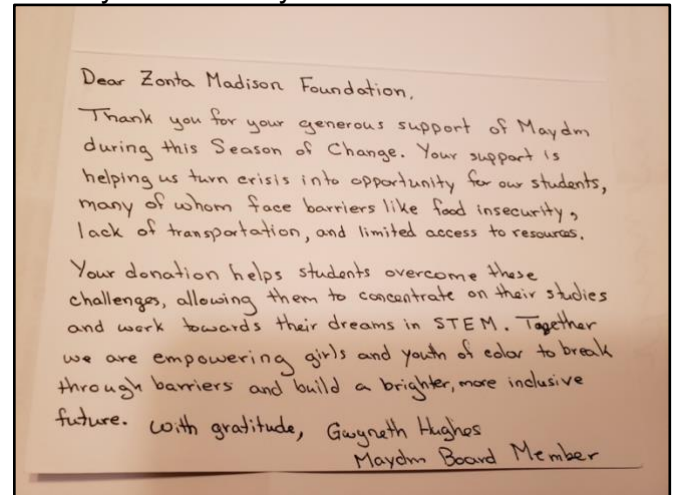 Dear Zonta Madison Foundation,
Thank you for your generous support of Maydm
during this Season of Change. Your support is
helping us turn crisis into opportunity for our students,
many of whom face barriers like food insecurity,
lack of transportation, and limited access to resources.
Your donation helps students overcome these
challenges, allowing them to concentrate on their studies
and work towards their dreams in STEM. Together
we are empowering girls and youth of color to break
through barriers and build a brighter, more inclusive
future. With gratitude, Gwyneth Hughes
Maydm Board Member